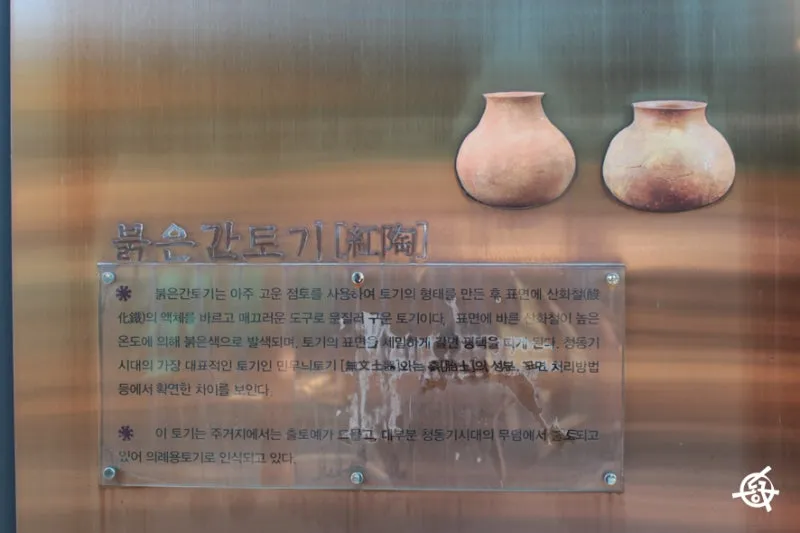 붉은간토기[紅陶]
붉은간토기는 아주 고운 점토를 사용하여 토기의 형태를 만든 후 표면에 산화철(酸
化鐵)의 액체를 바르고 매끄러운 도구로 문질러 구운 토기이다. 표면에 바른 산화철이 높은
온도에 의해 붉은색으로 발색되며, 토기의 표면을 세밀하게 갈면 광택을 띠게 된다. 청동기
시대의 가장 대표적인 토기인 민무늬토기[無文土器]와는 흙[胎土]의 성분, 표면 처리방법
등에서 확연한 차이를 보인다.
이 토기는 주거지에서는 출토예가 드물고, 대부분 청동기시대의 무덤에서 출토되고
있어 의례용토기로 인식되고 있다.